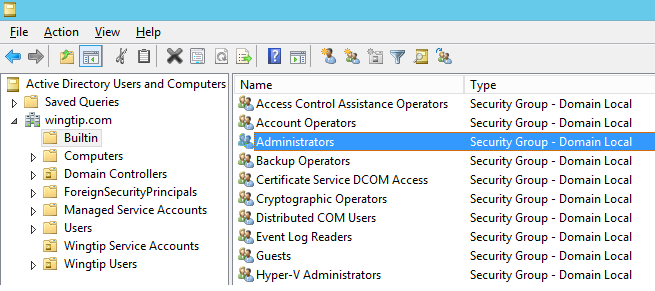 File Action View Help
Active Directory Users and Computers
Saved Queries
wingtip.com
Builtin
Computers
Domain Controllers
ForeignSecurityPrincipals
Managed Service Accounts
Users
Wingtip Service Accounts
Wingtip Users
Name Type
Access Control Assistance Operators Security Group - Domain Local
Account Operators Security Group - Domain Local
Administrators Security Group - Domain Local
Backup Operators Security Group - Domain Local
Certificate Service DCOM Access Security Group - Domain Local
Cryptographic Operators Security Group - Domain Local
Distributed COM Users Security Group - Domain Local
Event Log Readers Security Group - Domain Local
Guests Security Group - Domain Local
Hyper-V Administrators Security Group - Domain Local